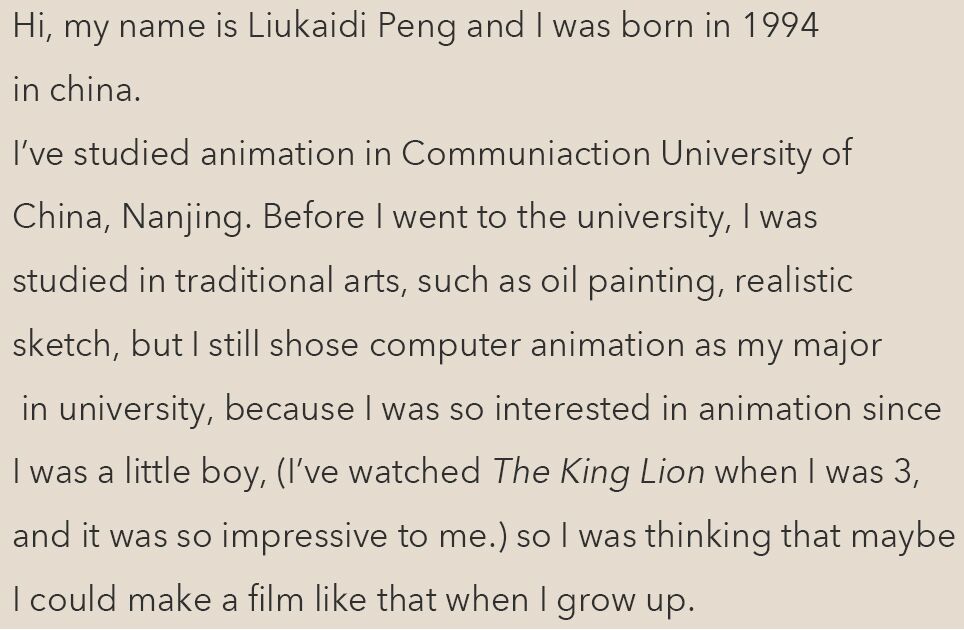 Hi, my name is Liukaidi Peng and I was born in 1994
in china.
I’ve studied animation in Communiaction University of
China, Nanjing. Before I went to the university, I was
studied in traditional arts, such as oil painting, realistic
sketch, but I still shose computer animation as my major
in university, because I was so interested in animation since
I was a little boy, (I’ve watched The King Lion when I was 3,
and it was so impressive to me.) so I was thinking that maybe
I could make a film like that when I grow up.